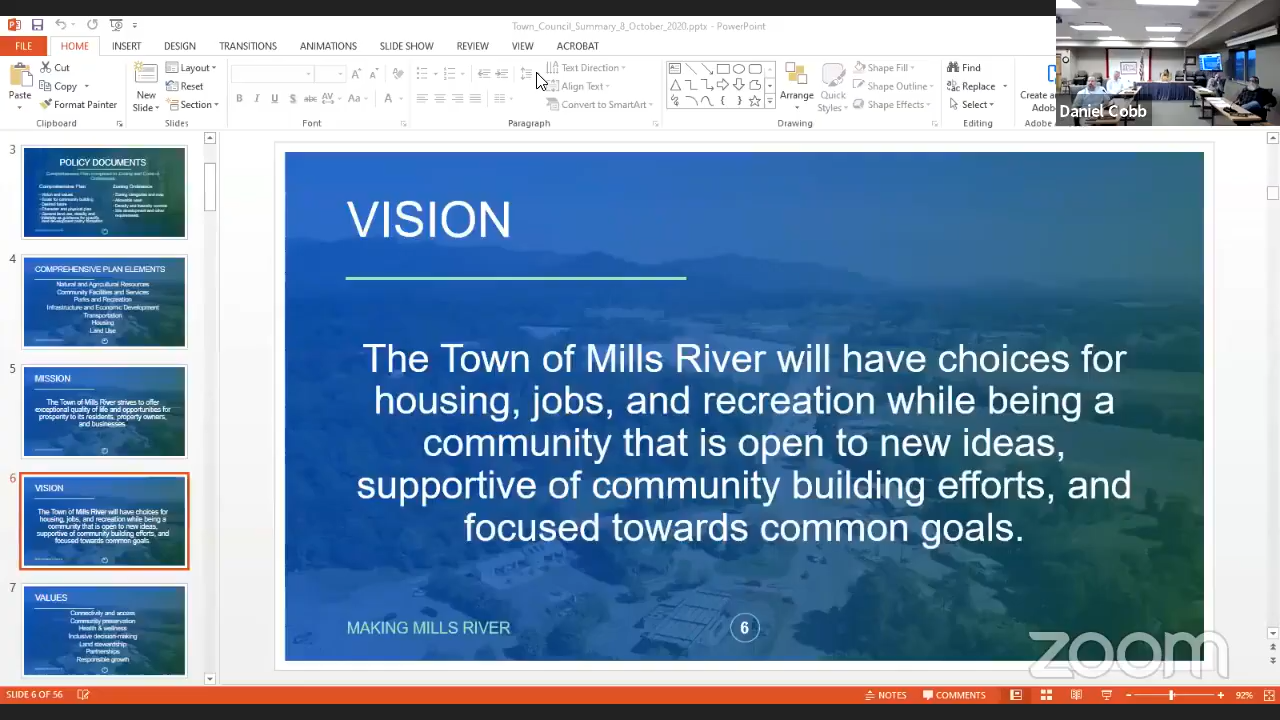 Town_Council_Summary_8_October_2020.pptx - PowerPoint
FILE
HOME
INSERT
DESIGN
TRANSITIONS
ANIMATIONS
SLIDE SHOW
REVIEW
VIEW
ACROBAT
Paste
Cut
Copy
Format Painter
Clipboard
New
Slide
Layout
Reset
Section
Slides
Font
Text Direction
Align Text
Convert to SmartArt
Paragraph
Arrange
Quick
Styles
Shape Fill
Shape Outline
Shape Effects
Drawing
Find
Replace
Select
Editing
Create a
Adob
Adobe
Daniel Cobb
3
POLICY DOCUMENTS
Comprehensive Plan
Zoning Ordinance
4
COMPREHENSIVE PLAN ELEMENTS
Natural and Agricultural Resources
Community Facilities and Services
Parks and Recreation
Infrastructure and Economic Development
Transportation
Housing
Land Use
5
MISSION
The Town of Mills River strives to offer
exceptional quality of life and opportunities for
prosperity to its residents, property owners,
and businesses.
6
VISION
The Town of Mills River will have choices for
housing, jobs, and recreation while being a
community that is open to new ideas,
supportive of community building efforts, and
focused towards common goals.
7
VALUES
Connectivity and access
Community preservation
Health & wellness
Inclusive decision-making
Land stewardship
Partnerships
Responsible growth
VISION
The Town of Mills River will have choices for
housing, jobs, and recreation while being a
community that is open to new ideas,
supportive of community building efforts, and
focused towards common goals.
MAKING MILLS RIVER
6
zoom
SLIDE 6 OF 56
NOTES
COMMENTS
92%